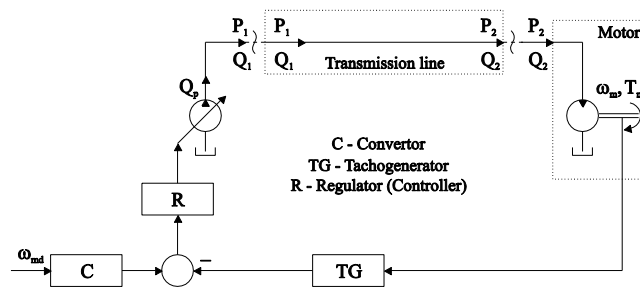 P₁ P₁ P₂ P₂ Motor
Q₁ Q₁ Transmission line Q₂ Q₂
Qₚ
ωₘ, Tₘ
C - Convertor
TG - Tachogenerator
R - Regulator (Controller)
R
ωₘd
C
–
TG